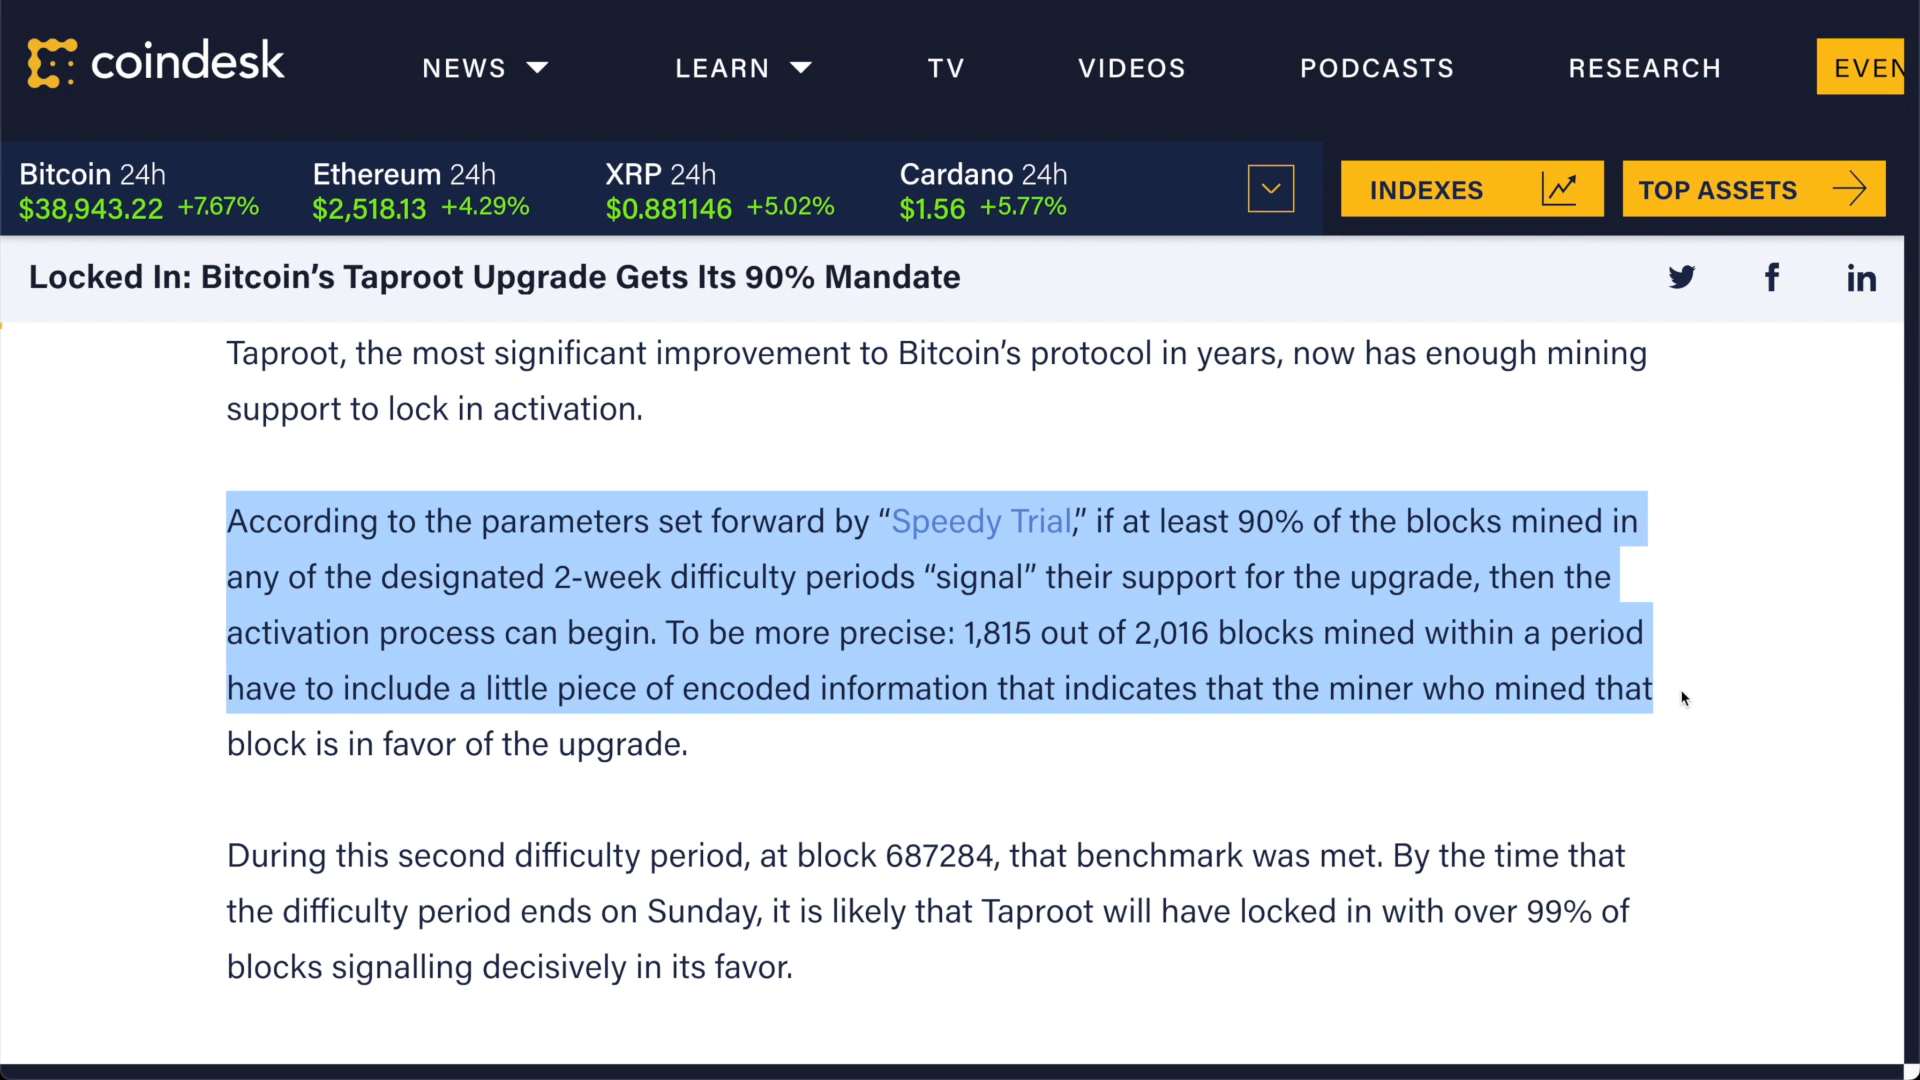 coindesk
NEWS
LEARN
TV
VIDEOS
PODCASTS
RESEARCH
EVEN
Bitcoin 24h
$38,943.22 +7.67%
Ethereum 24h
$2,518.13 +4.29%
XRP 24h
$0.881146 +5.02%
Cardano 24h
$1.56 +5.77%
INDEXES
TOP ASSETS
Locked In: Bitcoin’s Taproot Upgrade Gets Its 90% Mandate
Taproot, the most significant improvement to Bitcoin’s protocol in years, now has enough mining
support to lock in activation.
According to the parameters set forward by “Speedy Trial,” if at least 90% of the blocks mined in
any of the designated 2-week difficulty periods “signal” their support for the upgrade, then the
activation process can begin. To be more precise: 1,815 out of 2,016 blocks mined within a period
have to include a little piece of encoded information that indicates that the miner who mined that
block is in favor of the upgrade.
During this second difficulty period, at block 687284, that benchmark was met. By the time that
the difficulty period ends on Sunday, it is likely that Taproot will have locked in with over 99% of
blocks signalling decisively in its favor.